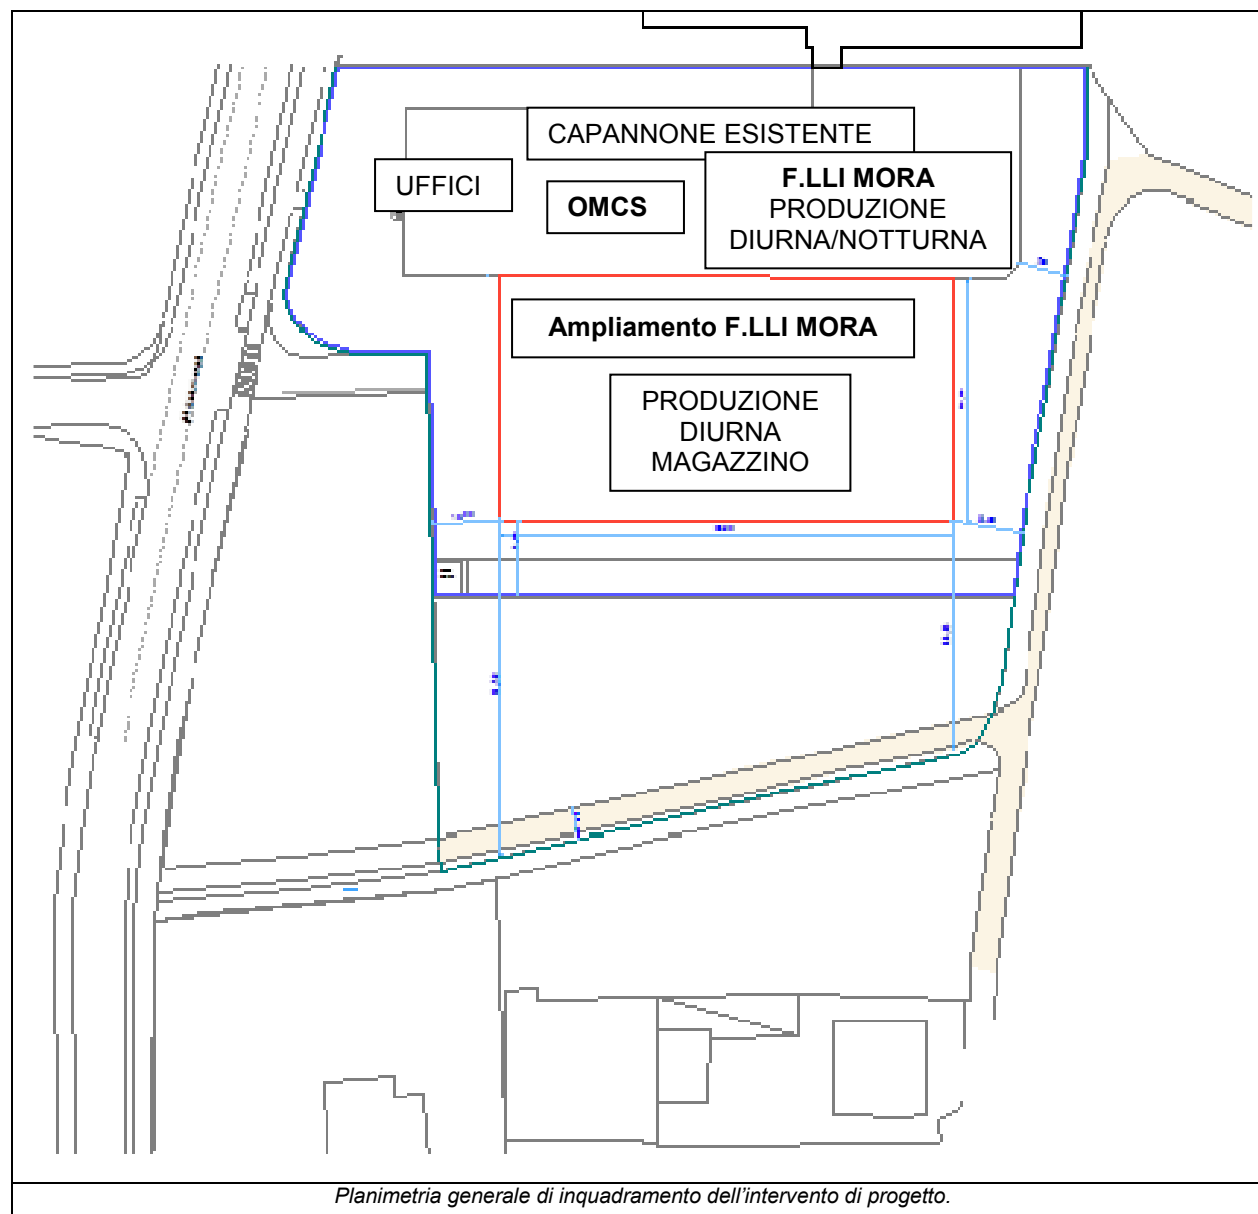 CAPANNONE ESISTENTE
UFFICI
OMCS
F.LLI MORA
PRODUZIONE
DIURNA/NOTTURNA
Ampliamento F.LLI MORA
PRODUZIONE
DIURNA
MAGAZZINO
Planimetria generale di inquadramento dell'intervento di progetto.